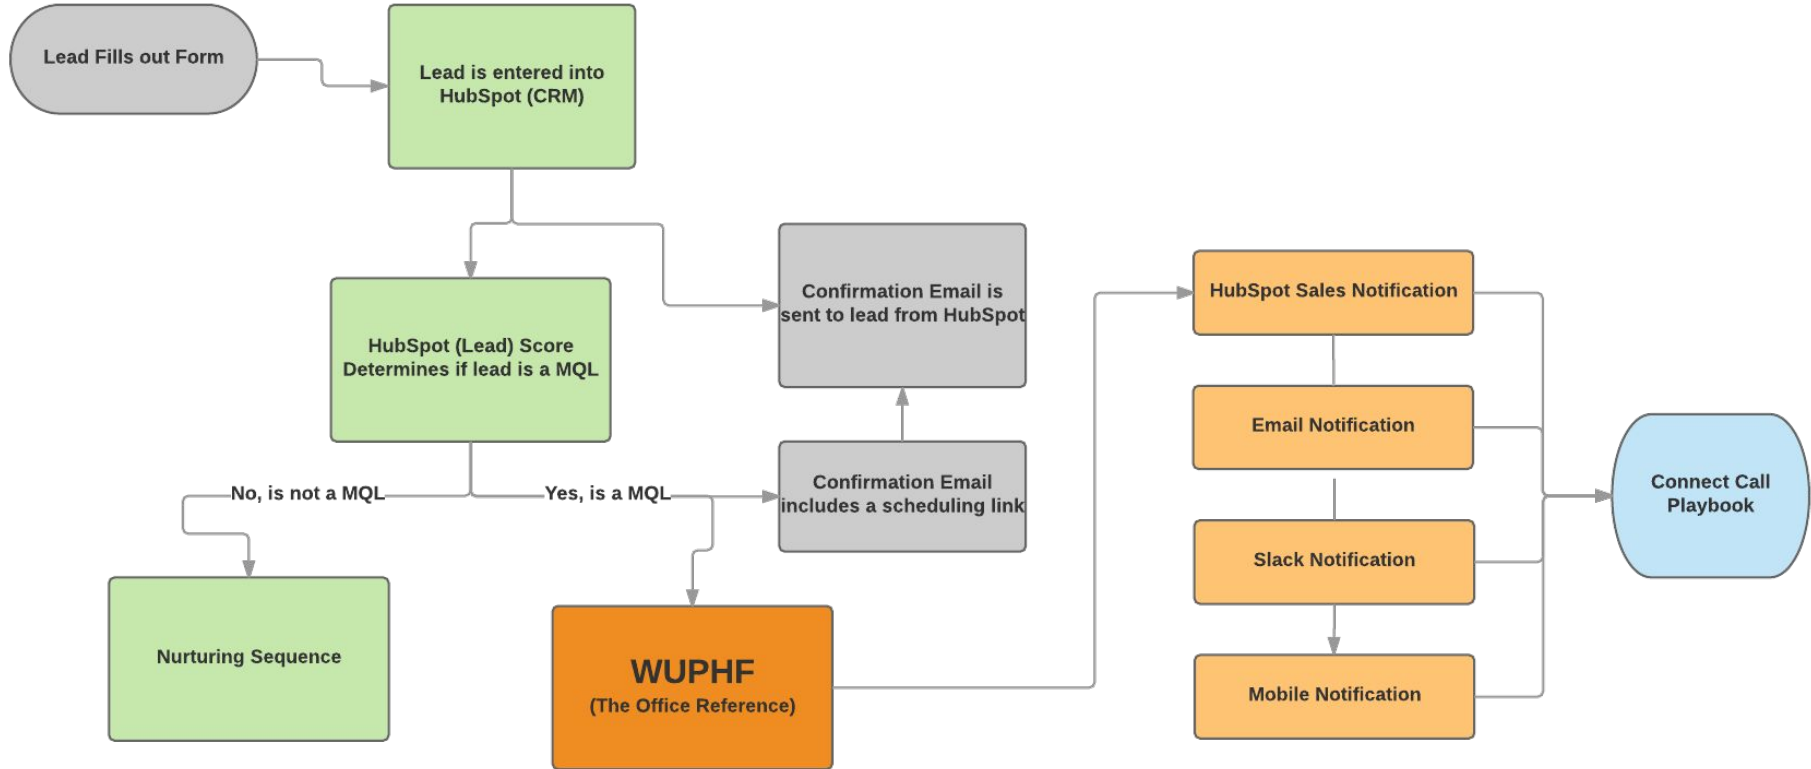 Lead Fills out Form
Lead is entered into
HubSpot (CRM)
Confirmation Email is
sent to lead from HubSpot
HubSpot Sales Notification
HubSpot (Lead) Score
Determines if lead is a MQL
Email Notification
Confirmation Email
includes a scheduling link
Connect Call
Playbook
No, is not a MQL
Yes, is a MQL
Slack Notification
Nurturing Sequence
WUPHF
(The Office Reference)
Mobile Notification